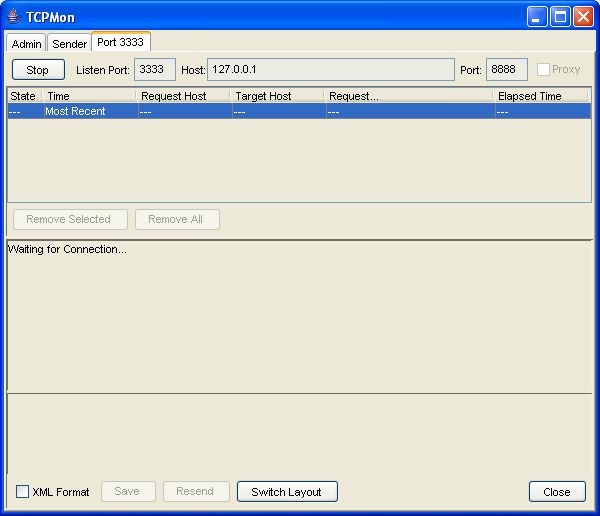 TCPMon
Admin Sender Port 3333
Stop Listen Port: 3333 Host: 127.0.0.1 Port: 8888 Proxy
State Time Request Host Target Host Request... Elapsed Time
--- Most Recent --- --- --- ---
Remove Selected Remove All
Waiting for Connection...
XML Format Save Resend Switch Layout Close